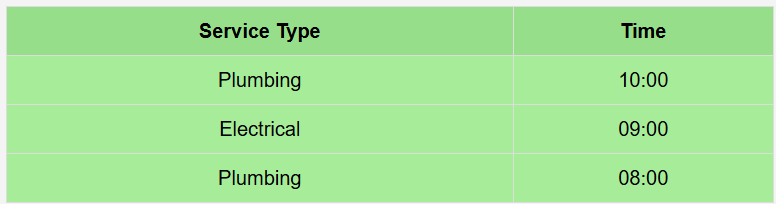 Service Type Time
Plumbing 10:00
Electrical 09:00
Plumbing 08:00